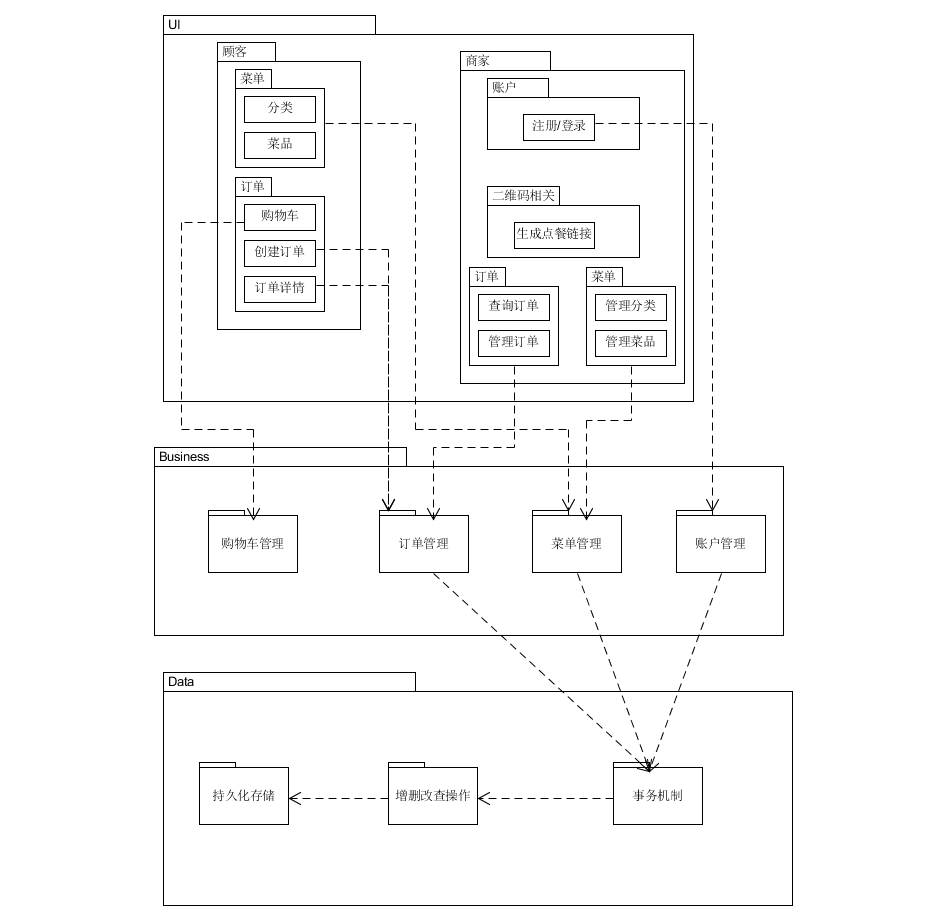 UI
顾客
菜单
分类
菜品
订单
购物车
创建订单
订单详情
商家
账户
注册/登录
二维码相关
生成点餐链接
订单
查询订单
管理订单
菜单
管理分类
管理菜品
Business
购物车管理
订单管理
菜单管理
账户管理
Data
持久化存储
增删改查操作
事务机制